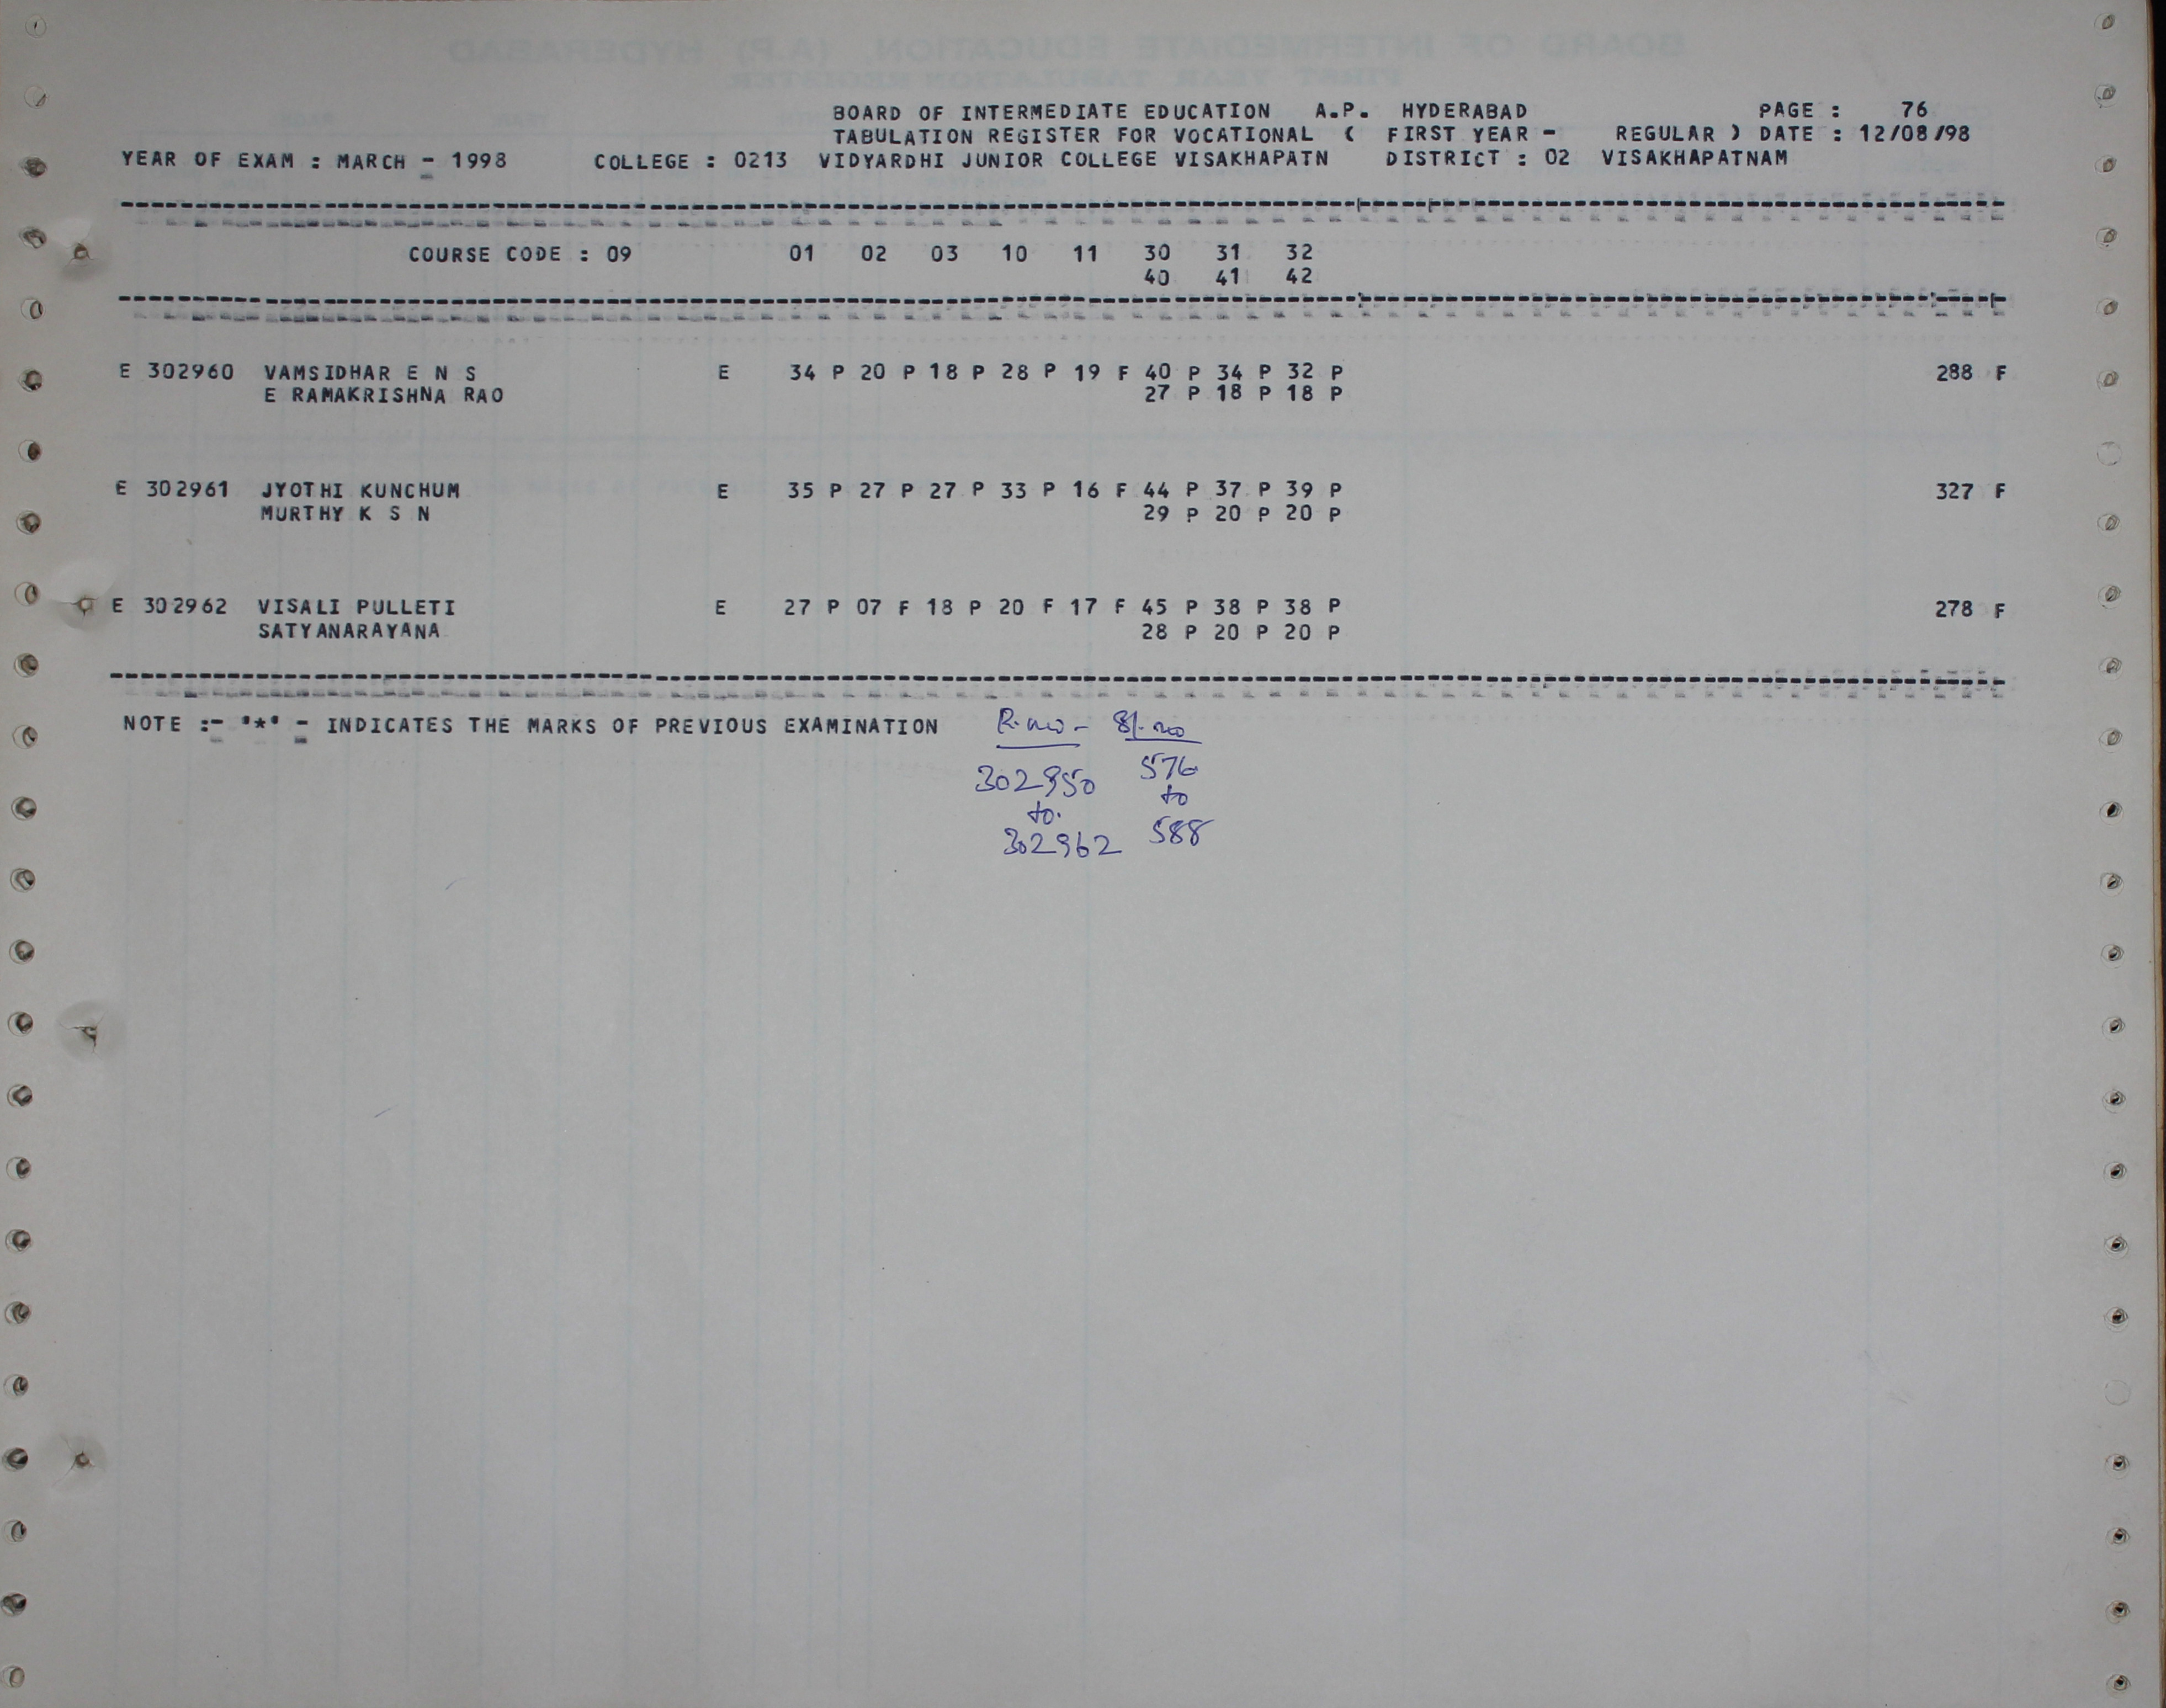 BOARD OF INTERMEDIATE EDUCATION A.P. HYDERABAD PAGE : 76
TABULATION REGISTER FOR VOCATIONAL ( FIRST YEAR - REGULAR ) DATE : 12/08/98
YEAR OF EXAM : MARCH - 1998 COLLEGE : 0213 VIDYARDHI JUNIOR COLLEGE VISAKHAPATN DISTRICT : 02 VISAKHAPATNAM
COURSE CODE : 09 01 02 03 10 11 30 31 32
40 41 42
E 302960 VAMSIDHAR E N S E 34 P 20 P 18 P 28 P 19 F 40 P 34 P 32 P 288 F
E RAMAKRISHNA RAO 27 P 18 P 18 P
E 302961 JYOTHI KUNCHUM E 35 P 27 P 27 P 33 P 16 F 44 P 37 P 39 P 327 F
MURTHY K S N 29 P 20 P 20 P
E 302962 VISALI PULLETI E 27 P 07 F 18 P 20 F 17 F 45 P 38 P 38 P 278 F
SATYANARAYANA 28 P 20 P 20 P
NOTE :- '*' - INDICATES THE MARKS OF PREVIOUS EXAMINATION
R.no - Sl.no
302950 576
to. to
302962 588